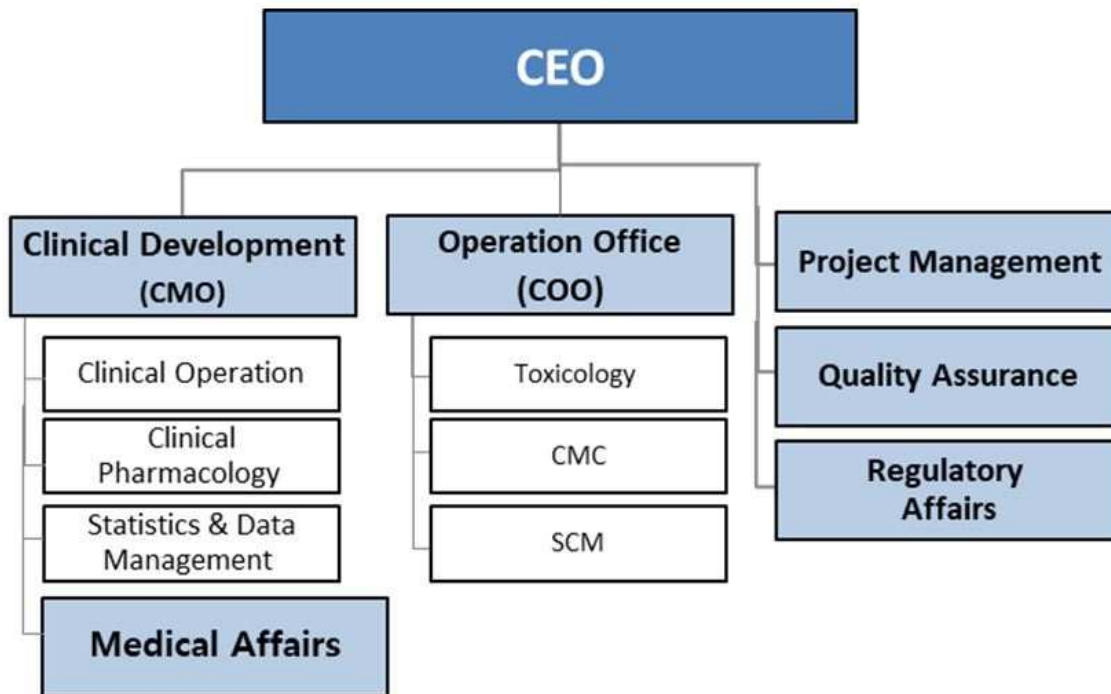 CEO
Clinical Development
(CMO)
Clinical Operation
Clinical
Pharmacology
Statistics & Data
Management
Medical Affairs
Operation Office
(COO)
Toxicology
CMC
SCM
Project Management
Quality Assurance
Regulatory
Affairs